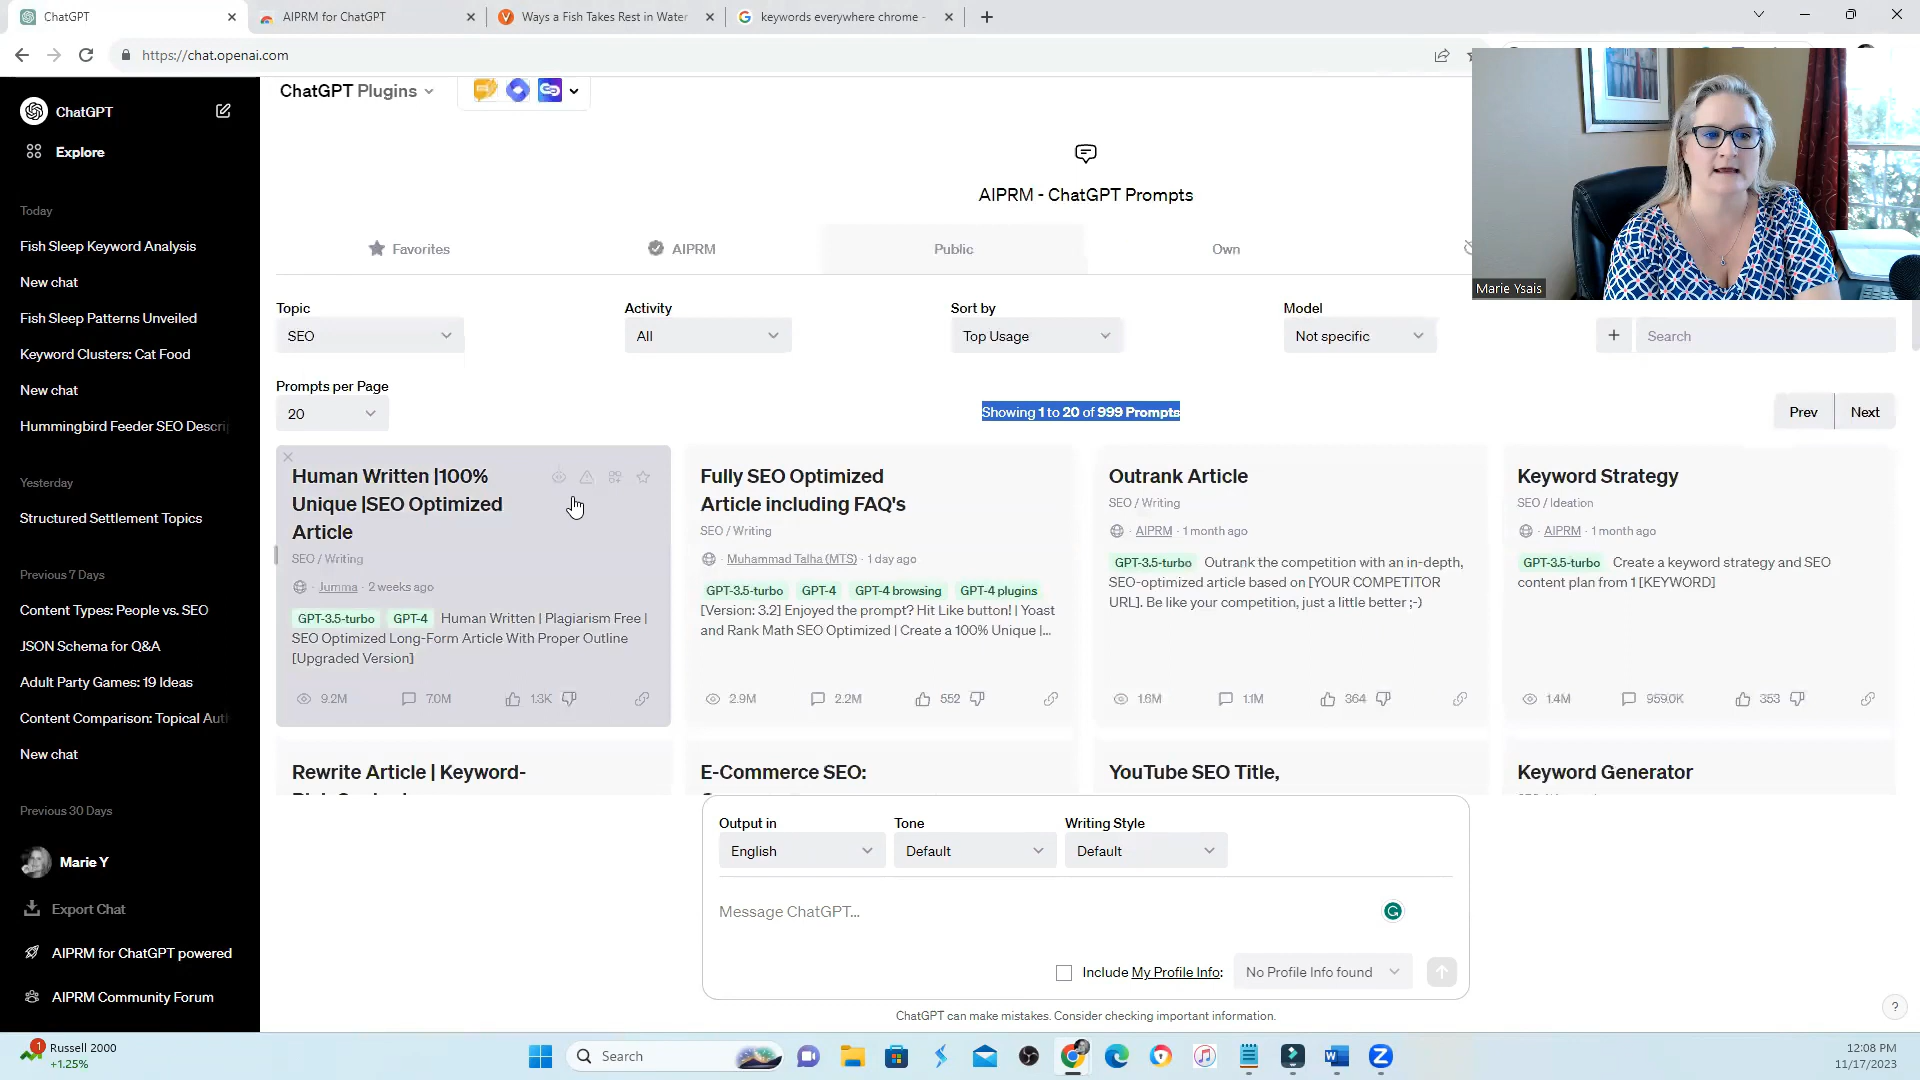 ChatGPT
AIPRM for ChatGPT
Ways a Fish Takes Rest in Water
keywords everywhere chrome -
https://chat.openai.com
ChatGPT
Explore
Today
Fish Sleep Keyword Analysis
New chat
Fish Sleep Patterns Unveiled
Keyword Clusters: Cat Food
New chat
Hummingbird Feeder SEO Descri
Yesterday
Structured Settlement Topics
Previous 7 Days
Content Types: People vs. SEO
JSON Schema for Q&A
Adult Party Games: 19 Ideas
Content Comparison: Topical Aut
New chat
Previous 30 Days
Marie Y
Export Chat
AIPRM for ChatGPT powered
AIPRM Community Forum
ChatGPT Plugins
AIPRM - ChatGPT Prompts
Favorites
AIPRM
Public
Own
Marie Ysais
Topic
SEO
Activity
All
Sort by
Top Usage
Model
Not specific
+
Search
Prompts per Page
20
Showing 1 to 20 of 999 Prompts
Prev
Next
Human Written |100%
Unique |SEO Optimized
Article
SEO / Writing
· Jumma · 2 weeks ago
GPT-3.5-turbo GPT-4 Human Written | Plagiarism Free |
SEO Optimized Long-Form Article With Proper Outline
[Upgraded Version]
9.2M 7.0M 1.3K
Fully SEO Optimized
Article including FAQ's
SEO / Writing
· Muhammad Talha (MTS) · 1 day ago
GPT-3.5-turbo GPT-4 GPT-4 browsing GPT-4 plugins
[Version: 3.2] Enjoyed the prompt? Hit Like button! | Yoast
and Rank Math SEO Optimized | Create a 100% Unique |...
2.9M 2.2M 552
Outrank Article
SEO / Writing
· AIPRM · 1 month ago
GPT-3.5-turbo Outrank the competition with an in-depth,
SEO-optimized article based on [YOUR COMPETITOR
URL]. Be like your competition, just a little better ;-)
1.6M 1.1M 364
Keyword Strategy
SEO / Ideation
· AIPRM · 1 month ago
GPT-3.5-turbo Create a keyword strategy and SEO
content plan from 1 [KEYWORD]
1.4M 959.0K 353
Rewrite Article | Keyword-
E-Commerce SEO:
YouTube SEO Title,
Keyword Generator
Output in
English
Tone
Default
Writing Style
Default
Message ChatGPT...
Include My Profile Info:
No Profile Info found
ChatGPT can make mistakes. Consider checking important information.
?
1
Russell 2000
+1.25%
Search
12:08 PM
11/17/2023